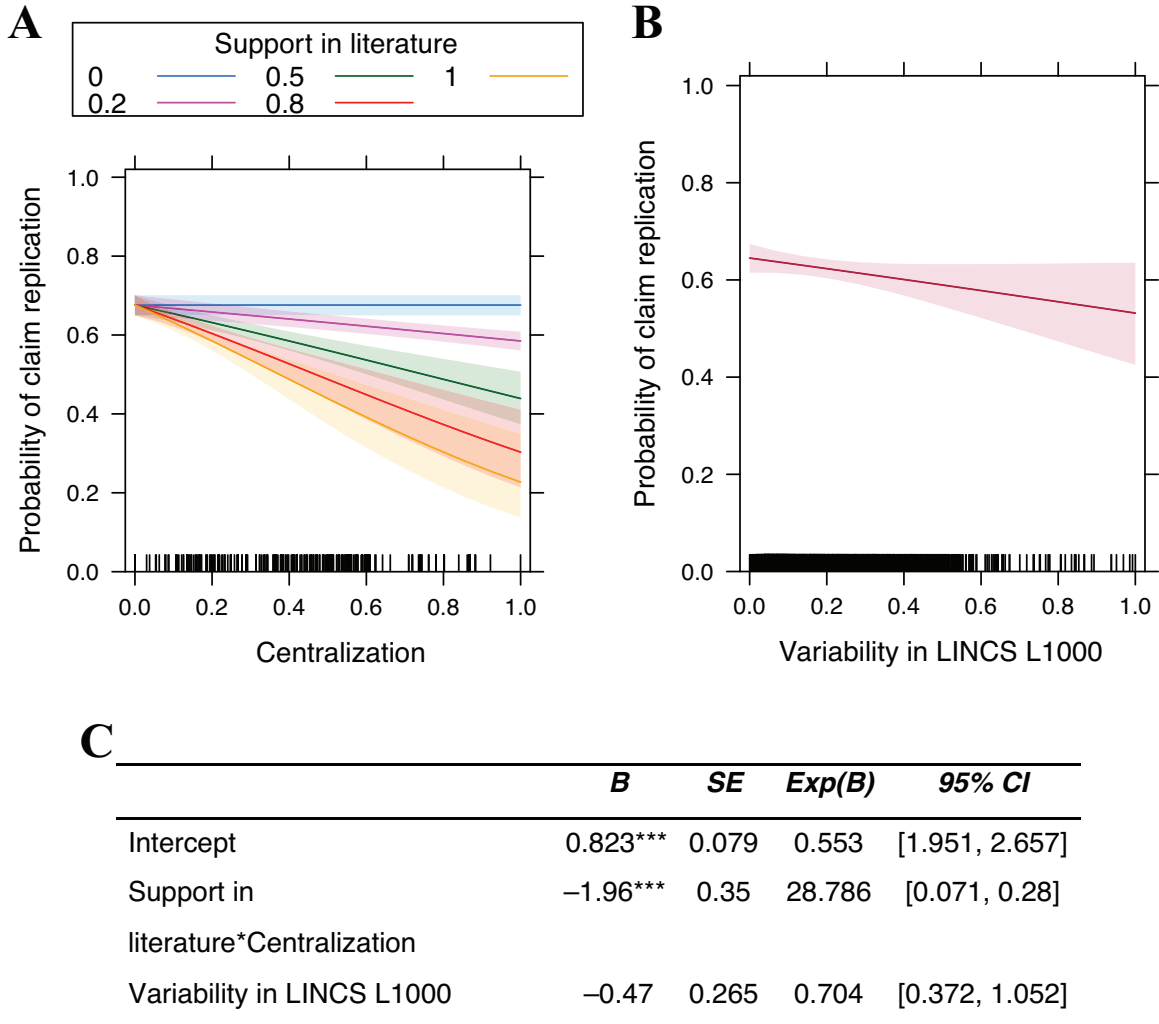 A
B
Support in literature
0 0.5 1
0.2 0.8
Probability of claim replication
1.0
0.8
0.6
0.4
0.2
0.0
0.0 0.2 0.4 0.6 0.8 1.0
Centralization
Probability of claim replication
1.0
0.8
0.6
0.4
0.2
0.0
0.0 0.2 0.4 0.6 0.8 1.0
Variability in LINCS L1000
C
B SE Exp(B) 95% CI
Intercept 0.823*** 0.079 0.553 [1.951, 2.657]
Support in –1.96*** 0.35 28.786 [0.071, 0.28]
literature*Centralization
Variability in LINCS L1000 –0.47 0.265 0.704 [0.372, 1.052]